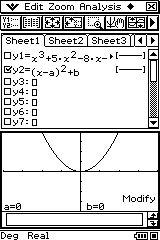 Edit Zoom Analysis
Sheet1 Sheet2 Sheet3
y1=x^3+5·x^2-8·x-
y2=(x-a)^2+b
y3:
y4:
y5:
y6:
y7:
a=0 b=0 Modify
Deg Real